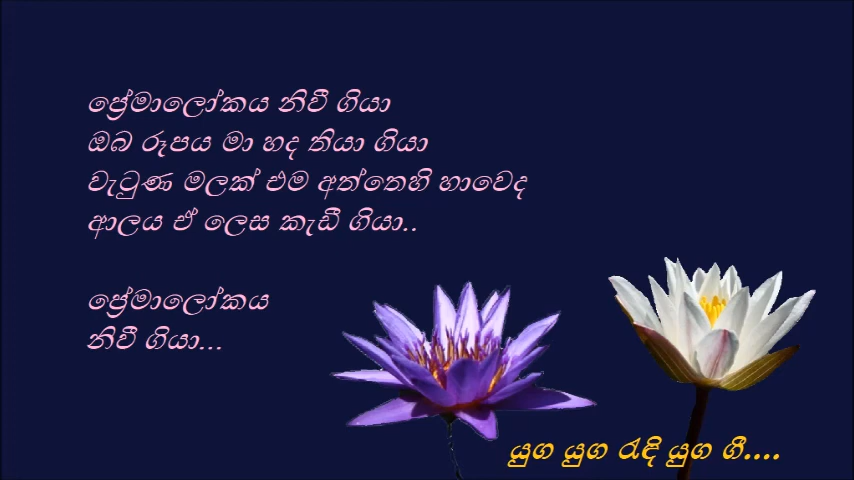 ප්‍රේමාලෝකය නිවී ගියා
ඔබ රූපය මා හද තියා ගියා
වැටුණ මලක් එම අත්තෙහි හාවෙද
ආලය ඒ ලෙස කැඩී ගියා..
ප්‍රේමාලෝකය
නිවී ගියා...
යුග යුග රැඳි යුග ගී....